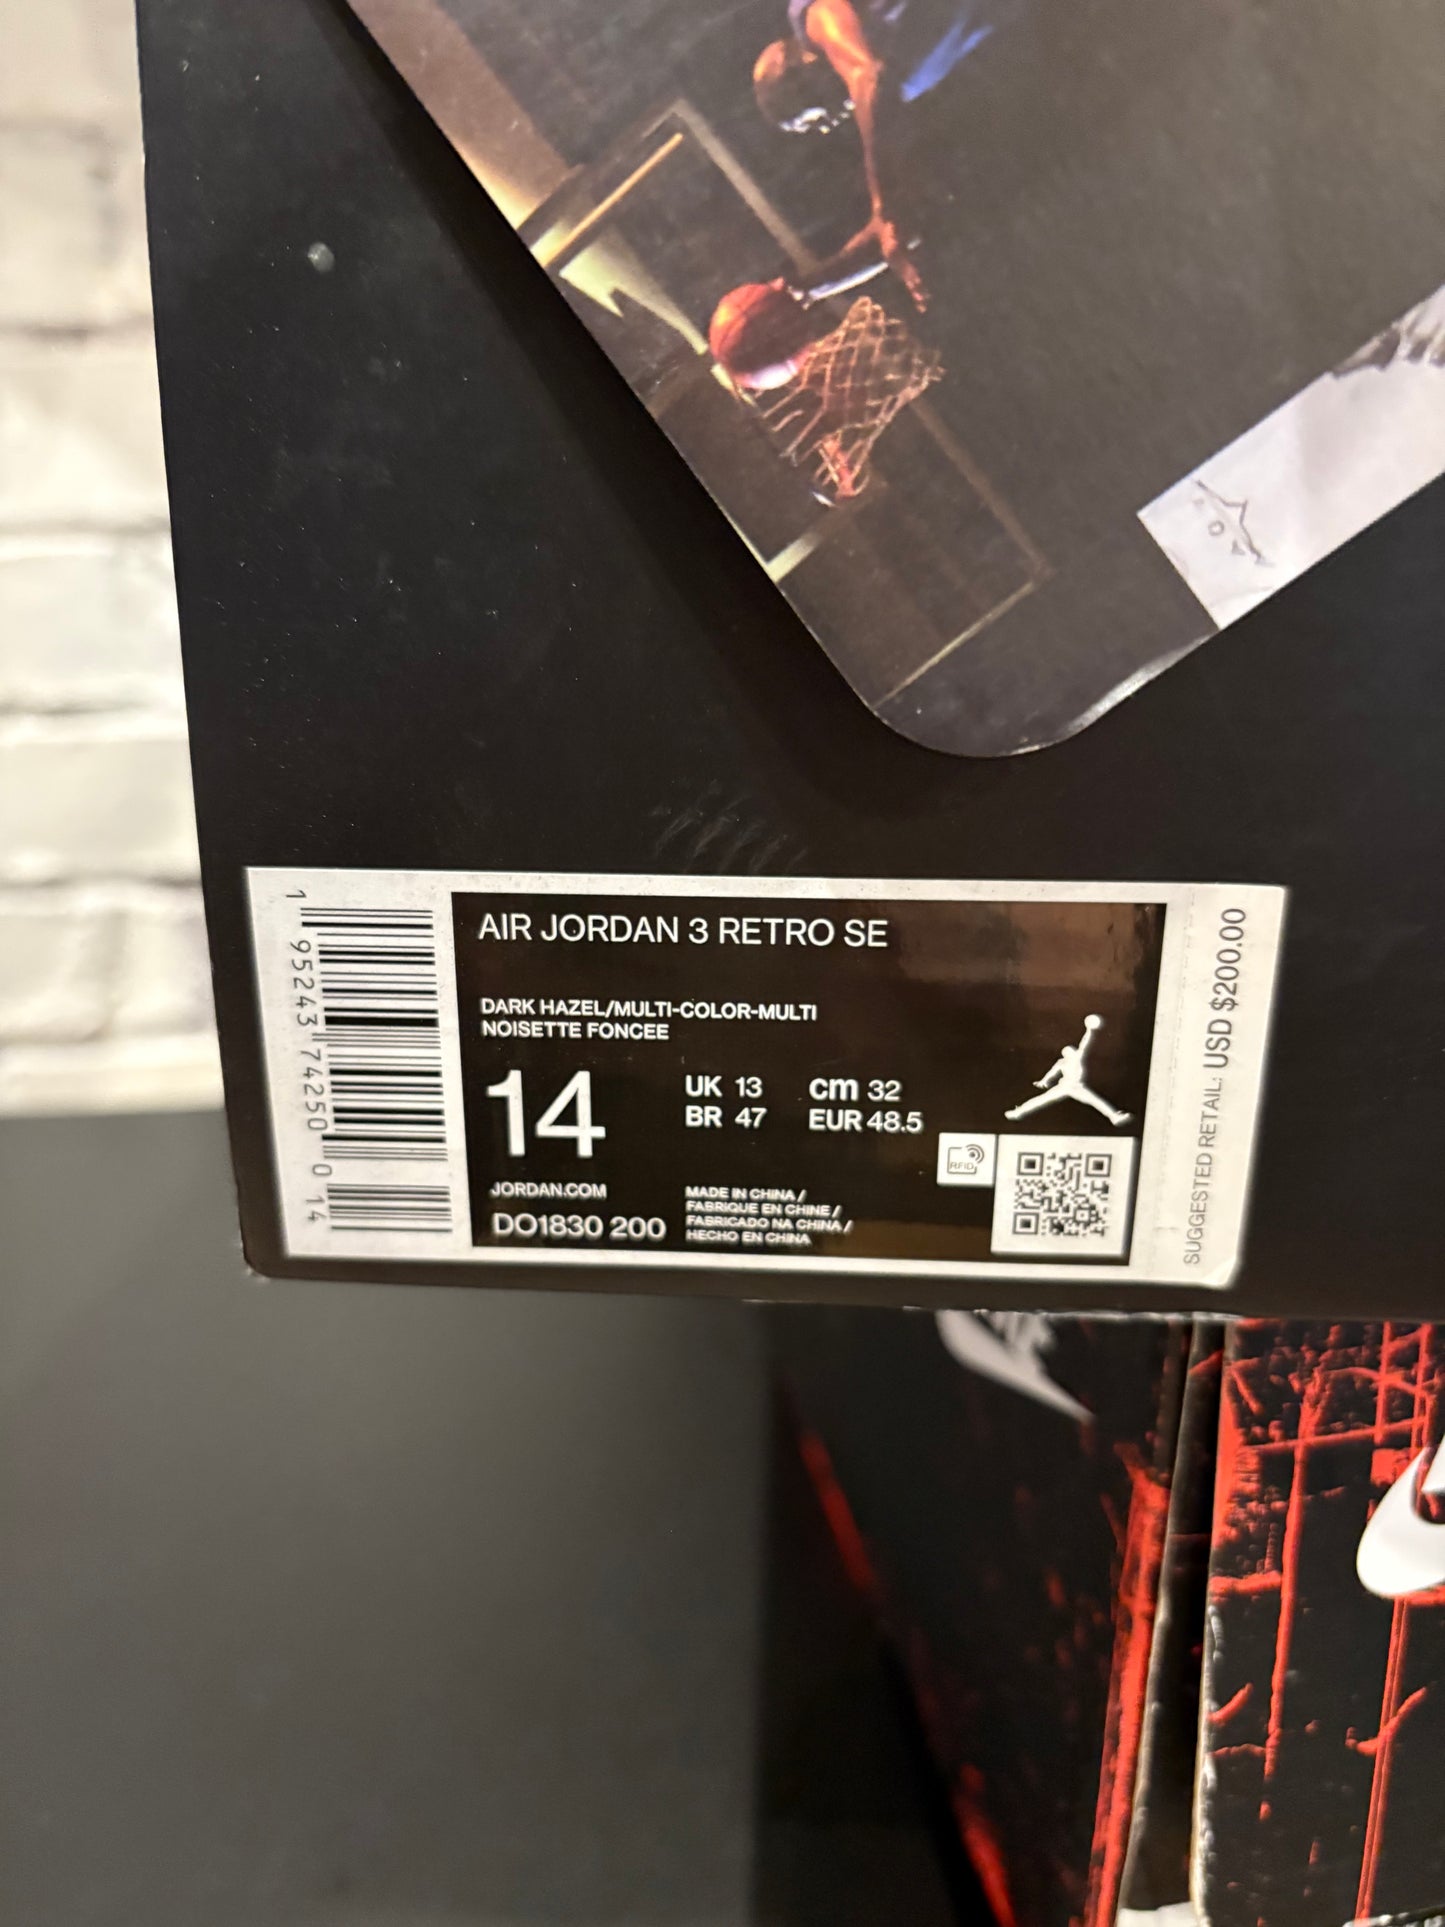 AIR JORDAN 3 RETRO SE
DARK HAZEL/MULTI-COLOR-MULTI
NOISETTE FONCEE
14
UK 13
BR 47
cm 32
EUR 48.5
RFID
JORDAN.COM
DO1830 200
MADE IN CHINA /
FABRIQUE EN CHINE /
FABRICADO NA CHINA /
HECHO EN CHINA
SUGGESTED RETAIL: USD $200.00
1 95243 74250 0 14